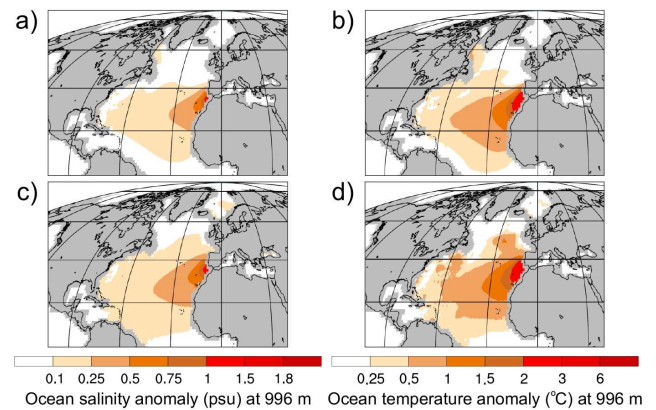 a)
b)
c)
d)
0.1 0.25 0.5 0.75 1 1.5 1.8
0.25 0.5 1 1.5 2 3 6
Ocean salinity anomaly (psu) at 996 m
Ocean temperature anomaly (°C) at 996 m